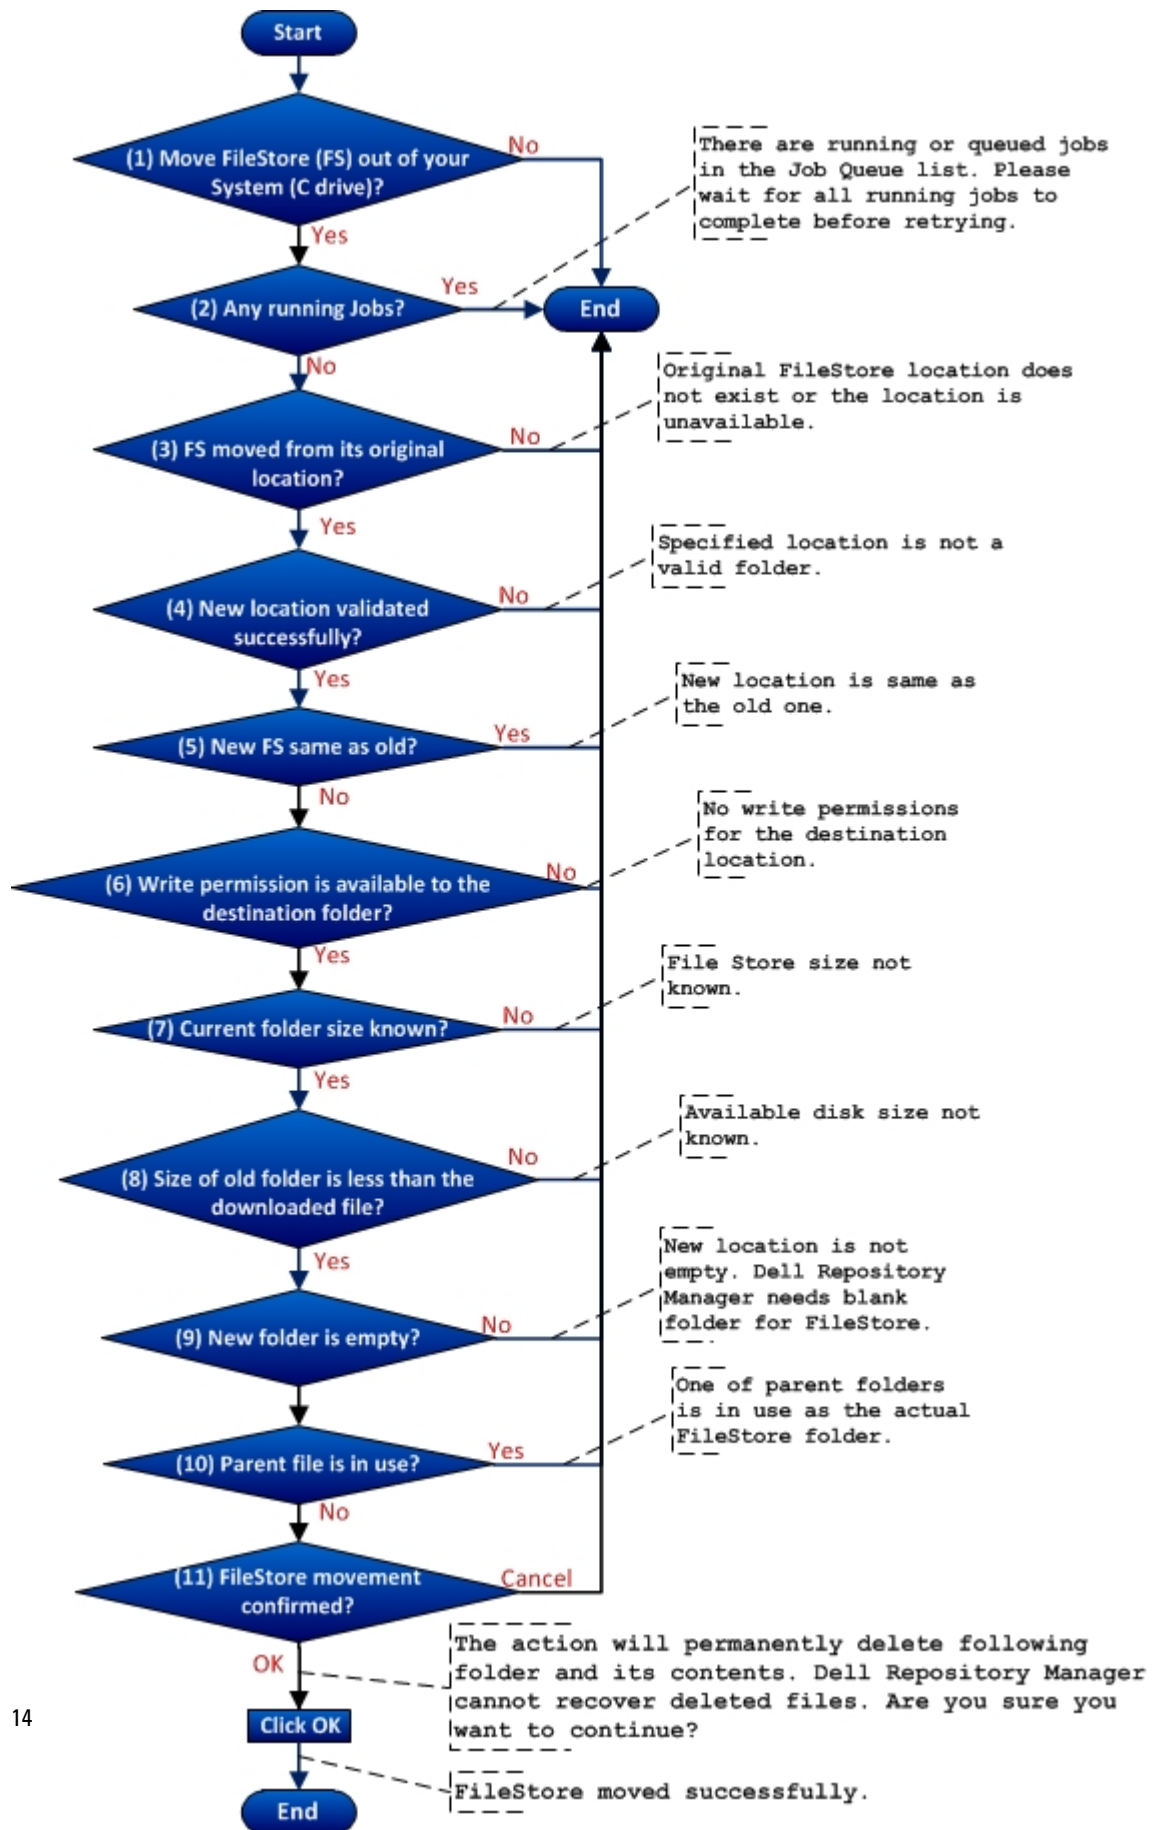 Start
(1) Move FileStore (FS) out of your
System (C drive)?
No
There are running or queued jobs
in the Job Queue list. Please
wait for all running jobs to
complete before retrying.
Yes
(2) Any running Jobs?
Yes
End
No
Original FileStore location does
not exist or the location is
unavailable.
(3) FS moved from its original
location?
No
Yes
Specified location is not a
valid folder.
(4) New location validated
successfully?
No
Yes
New location is same as
the old one.
(5) New FS same as old?
Yes
No
No write permissions
for the destination
location.
(6) Write permission is available to the
destination folder?
No
Yes
File Store size not
known.
(7) Current folder size known?
No
Yes
Available disk size not
known.
(8) Size of old folder is less than the
downloaded file?
No
Yes
New location is not
empty. Dell Repository
Manager needs blank
folder for FileStore.
(9) New folder is empty?
No
One of parent folders
is in use as the actual
FileStore folder.
(10) Parent file is in use?
Yes
No
(11) FileStore movement
confirmed?
Cancel
OK
The action will permanently delete following
folder and its contents. Dell Repository Manager
cannot recover deleted files. Are you sure you
want to continue?
14
Click OK
FileStore moved successfully.
End